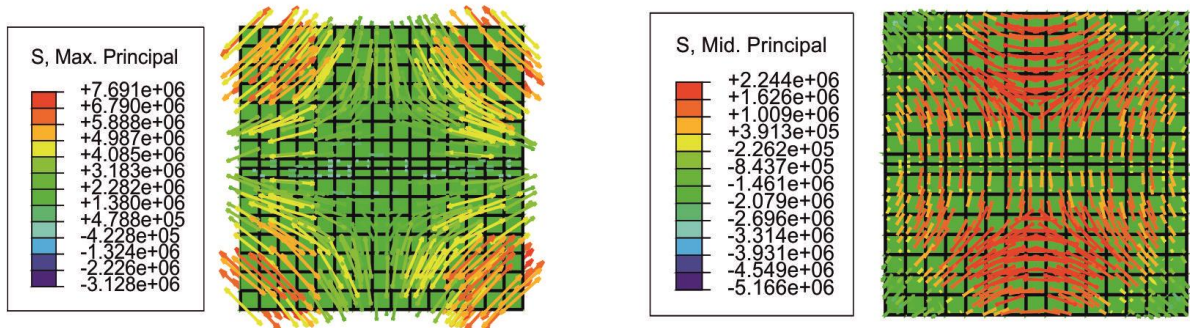 S, Max. Principal
+7.691e+06
+6.790e+06
+5.888e+06
+4.987e+06
+4.085e+06
+3.183e+06
+2.282e+06
+1.380e+06
+4.788e+05
-4.228e+05
-1.324e+06
-2.226e+06
-3.128e+06
S, Mid. Principal
+2.244e+06
+1.626e+06
+1.009e+06
+3.913e+05
-2.262e+05
-8.437e+05
-1.461e+06
-2.079e+06
-2.696e+06
-3.314e+06
-3.931e+06
-4.549e+06
-5.166e+06